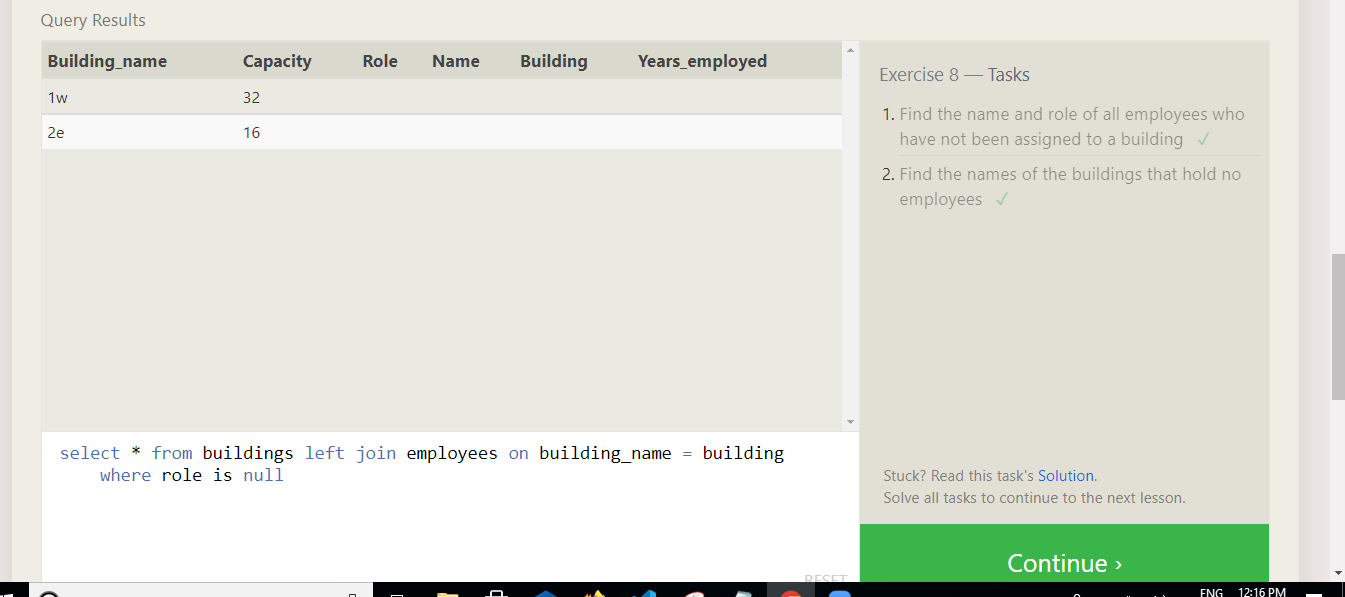 Query Results
Building_name Capacity Role Name Building Years_employed
1w 32
2e 16
Exercise 8 — Tasks
1. Find the name and role of all employees who
have not been assigned to a building ✓
2. Find the names of the buildings that hold no
employees ✓
select * from buildings left join employees on building_name = building
where role is null
Stuck? Read this task's Solution.
Solve all tasks to continue to the next lesson.
Continue ›
RESET
ENG 12:16 PM